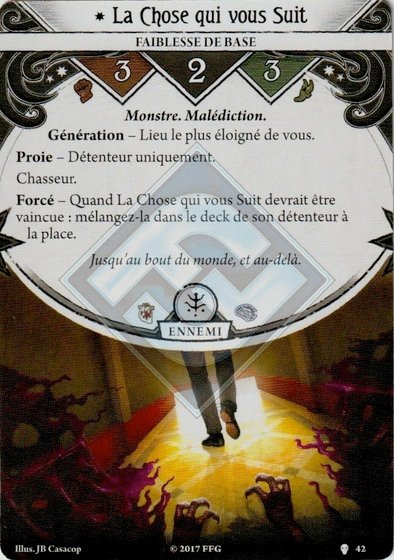 * La Chose qui vous Suit
FAIBLESSE DE BASE
3 2 3
Monstre. Malédiction.
Génération – Lieu le plus éloigné de vous.
Proie – Détenteur uniquement.
Chasseur.
Forcé – Quand La Chose qui vous Suit devrait être
vaincue : mélangez-la dans le deck de son détenteur à
la place.
Jusqu'au bout du monde, et au-delà.
ENNEMI
Illus. JB Casacop © 2017 FFG 42